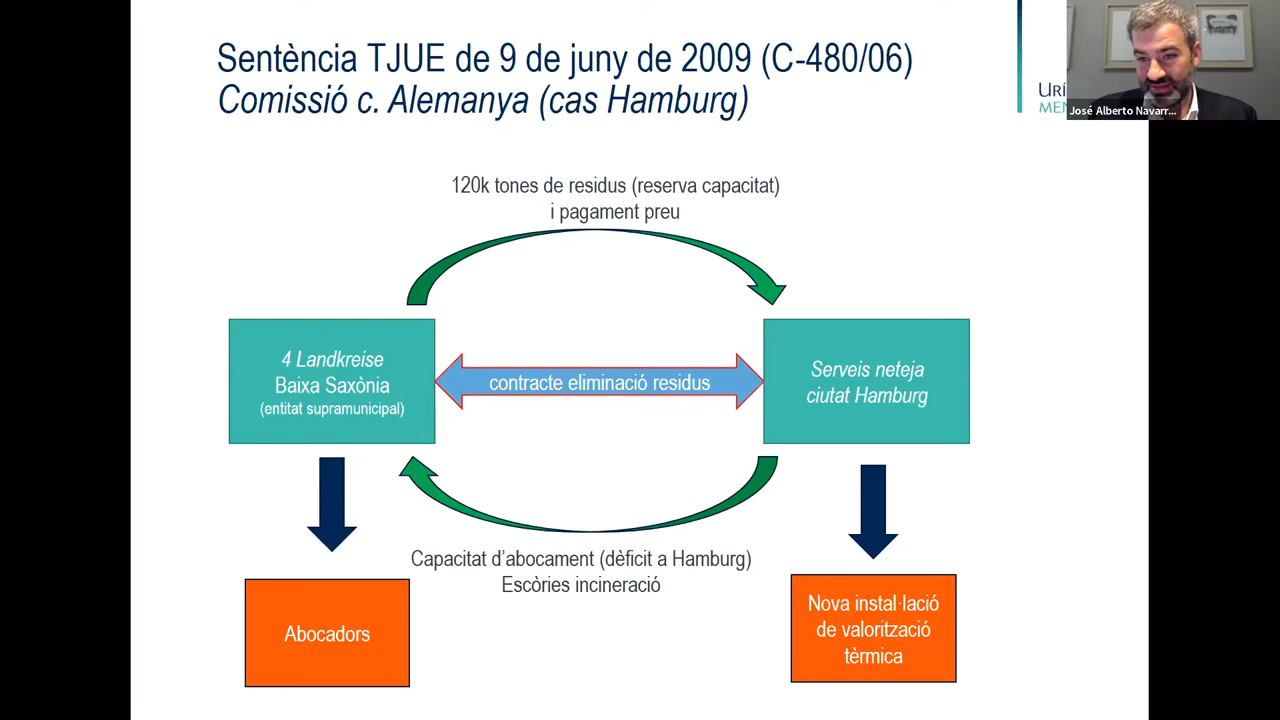 Sentència TJUE de 9 de juny de 2009 (C-480/06)
Comissió c. Alemanya (cas Hamburg)
José Alberto Navarr...
120k tones de residus (reserva capacitat)
i pagament preu
4 Landkreise
Baixa Saxònia
(entitat supramunicipal)
contracte eliminació residus
Serveis neteja
ciutat Hamburg
Capacitat d'abocament (dèficit a Hamburg)
Escòries incineració
Abocadors
Nova instal·lació
de valorització
tèrmica